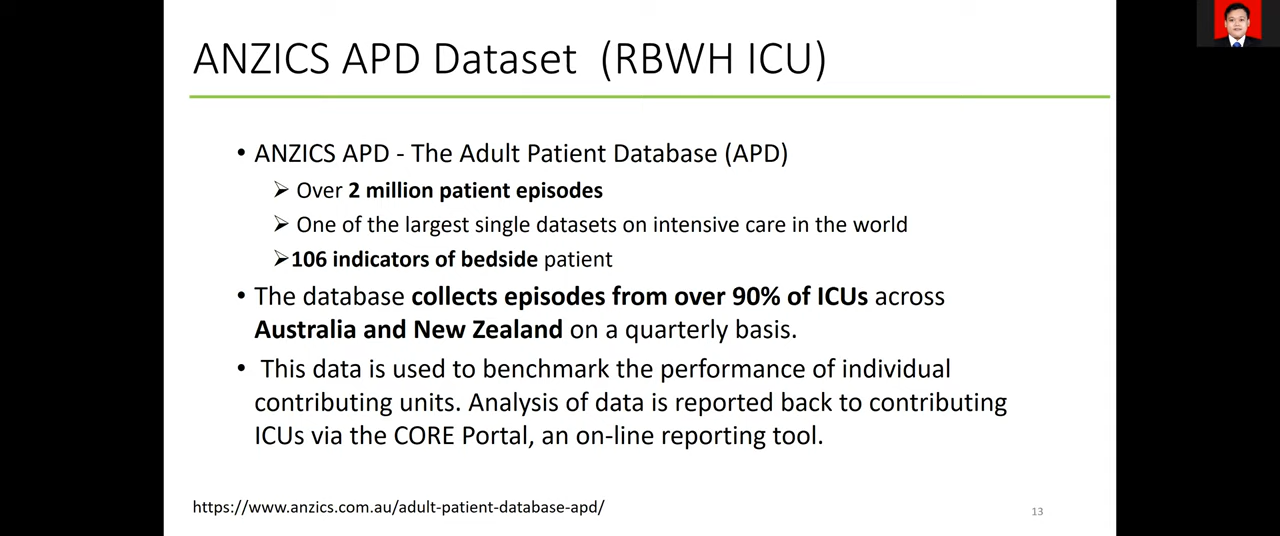 ANZICS APD Dataset (RBWH ICU)
• ANZICS APD - The Adult Patient Database (APD)
➢ Over 2 million patient episodes
➢ One of the largest single datasets on intensive care in the world
➢106 indicators of bedside patient
• The database collects episodes from over 90% of ICUs across
Australia and New Zealand on a quarterly basis.
• This data is used to benchmark the performance of individual
contributing units. Analysis of data is reported back to contributing
ICUs via the CORE Portal, an on-line reporting tool.
https://www.anzics.com.au/adult-patient-database-apd/
13